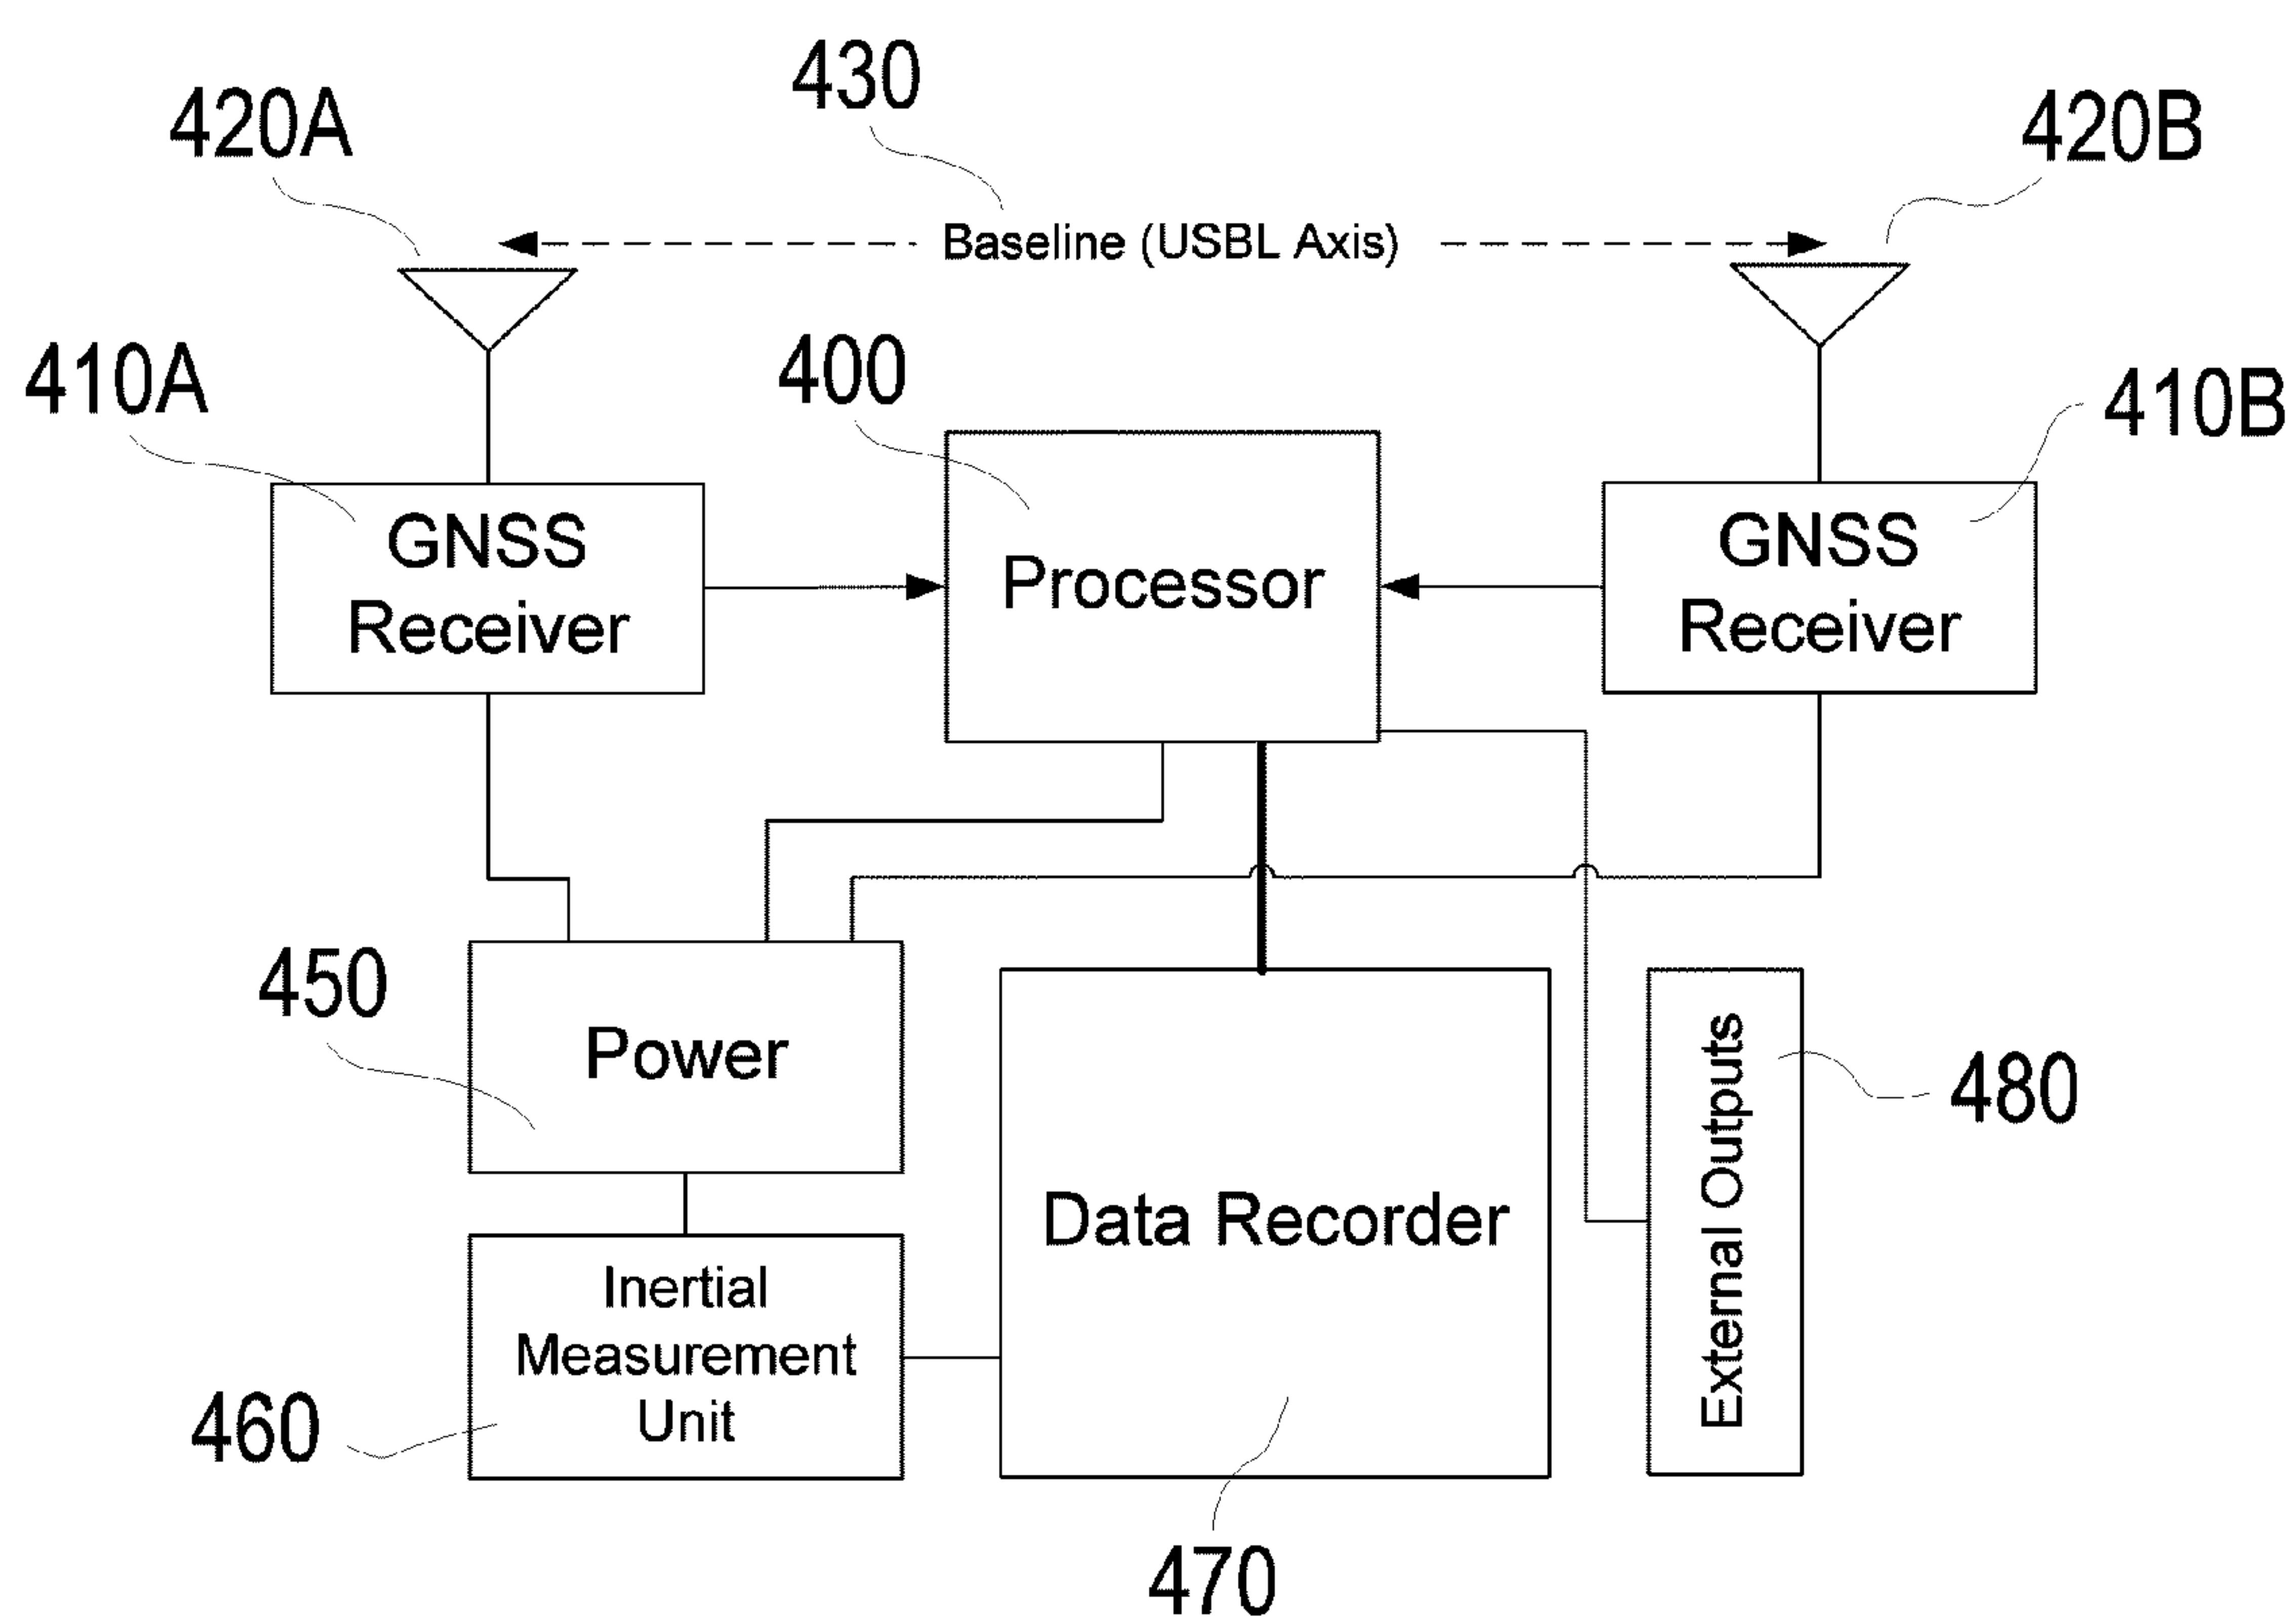 430
420A
420B
Baseline (USBL Axis)
410A
400
410B
GNSS
Receiver
Processor
GNSS
Receiver
450
Power
480
External Outputs
Data Recorder
Inertial
Measurement
Unit
460
470